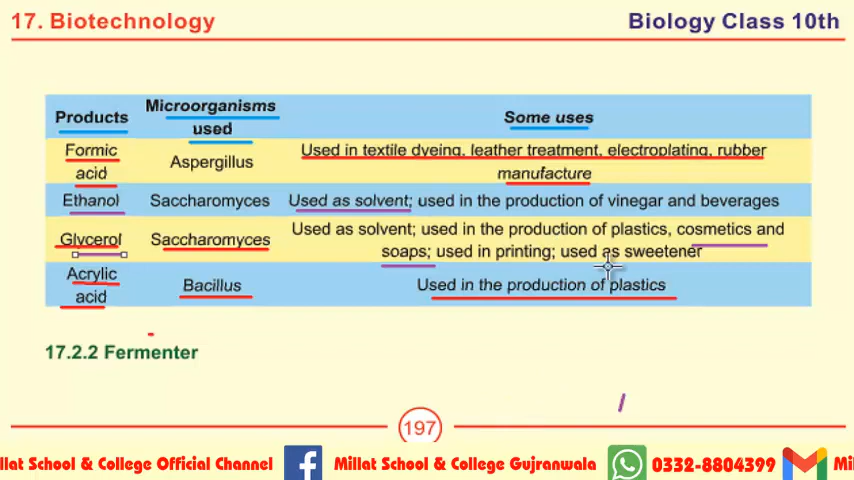 17. Biotechnology
Biology Class 10th
Products
Microorganisms
used
Some uses
Formic
acid
Aspergillus
Used in textile dyeing, leather treatment, electroplating, rubber
manufacture
Ethanol
Saccharomyces
Used as solvent; used in the production of vinegar and beverages
Glycerol
Saccharomyces
Used as solvent; used in the production of plastics, cosmetics and
soaps; used in printing; used as sweetener
Acrylic
acid
Bacillus
Used in the production of plastics
17.2.2 Fermenter
197
llat School & College Official Channel
Millat School & College Gujranwala
0332-8804399
Mil